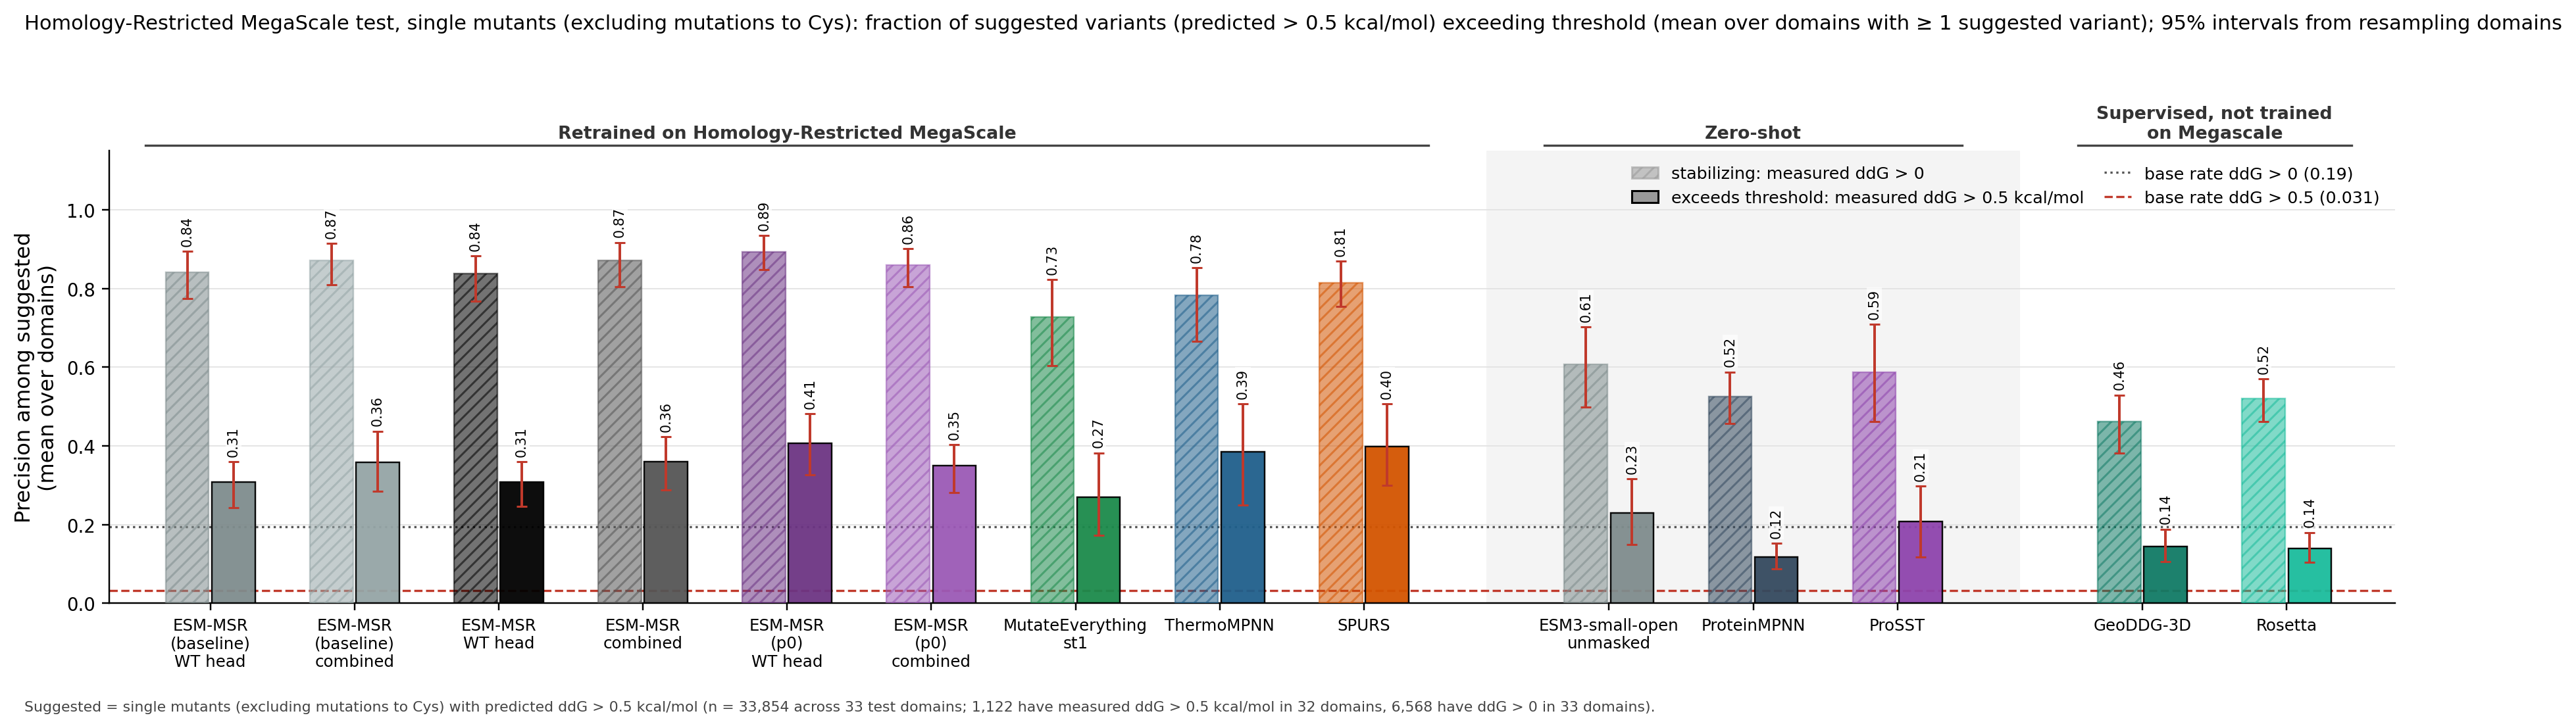 Homology-Restricted MegaScale test, single mutants (excluding mutations to Cys): fraction of suggested variants (predicted > 0.5 kcal/mol) exceeding threshold (mean over domains with ≥ 1 suggested variant); 95% intervals from resampling domains
Retrained on Homology-Restricted MegaScale
Zero-shot
Supervised, not trained
on Megascale
stabilizing: measured ddG > 0
exceeds threshold: measured ddG > 0.5 kcal/mol
base rate ddG > 0 (0.19)
base rate ddG > 0.5 (0.031)
Precision among suggested
(mean over domains)
1.0
0.8
0.6
0.4
0.2
0.0
0.84
0.31
0.87
0.36
0.84
0.31
0.87
0.36
0.89
0.41
0.86
0.35
0.73
0.27
0.78
0.39
0.81
0.40
0.61
0.23
0.52
0.12
0.59
0.21
0.46
0.14
0.52
0.14
ESM-MSR
(baseline)
WT head
ESM-MSR
(baseline)
combined
ESM-MSR
WT head
ESM-MSR
combined
ESM-MSR
(p0)
WT head
ESM-MSR
(p0)
combined
MutateEverything
st1
ThermoMPNN
SPURS
ESM3-small-open
unmasked
ProteinMPNN
ProSST
GeoDDG-3D
Rosetta
Suggested = single mutants (excluding mutations to Cys) with predicted ddG > 0.5 kcal/mol (n = 33,854 across 33 test domains; 1,122 have measured ddG > 0.5 kcal/mol in 32 domains, 6,568 have ddG > 0 in 33 domains).